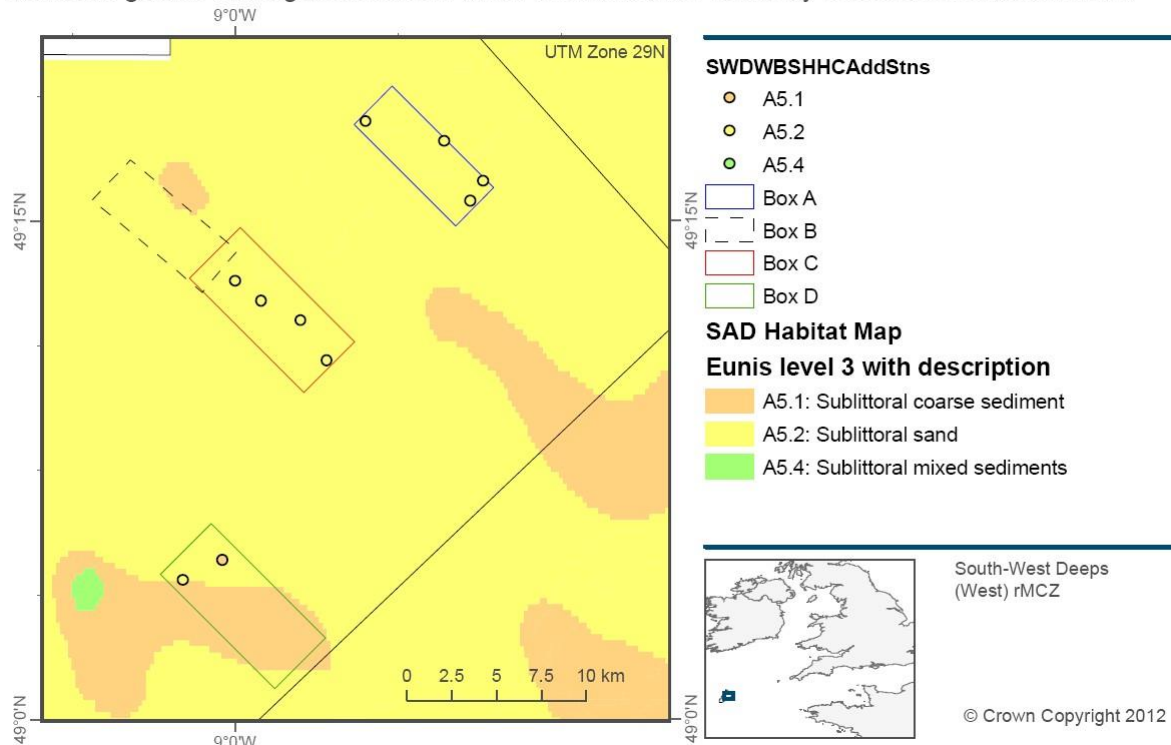 9°0'W
UTM Zone 29N
49°15'N
49°15'N
49°0'N
49°0'N
9°0'W
0 2.5 5 7.5 10 km
SWDWBSHHCAddStns
A5.1
A5.2
A5.4
Box A
Box B
Box C
Box D
SAD Habitat Map
Eunis level 3 with description
A5.1: Sublittoral coarse sediment
A5.2: Sublittoral sand
A5.4: Sublittoral mixed sediments
South-West Deeps
(West) rMCZ
© Crown Copyright 2012